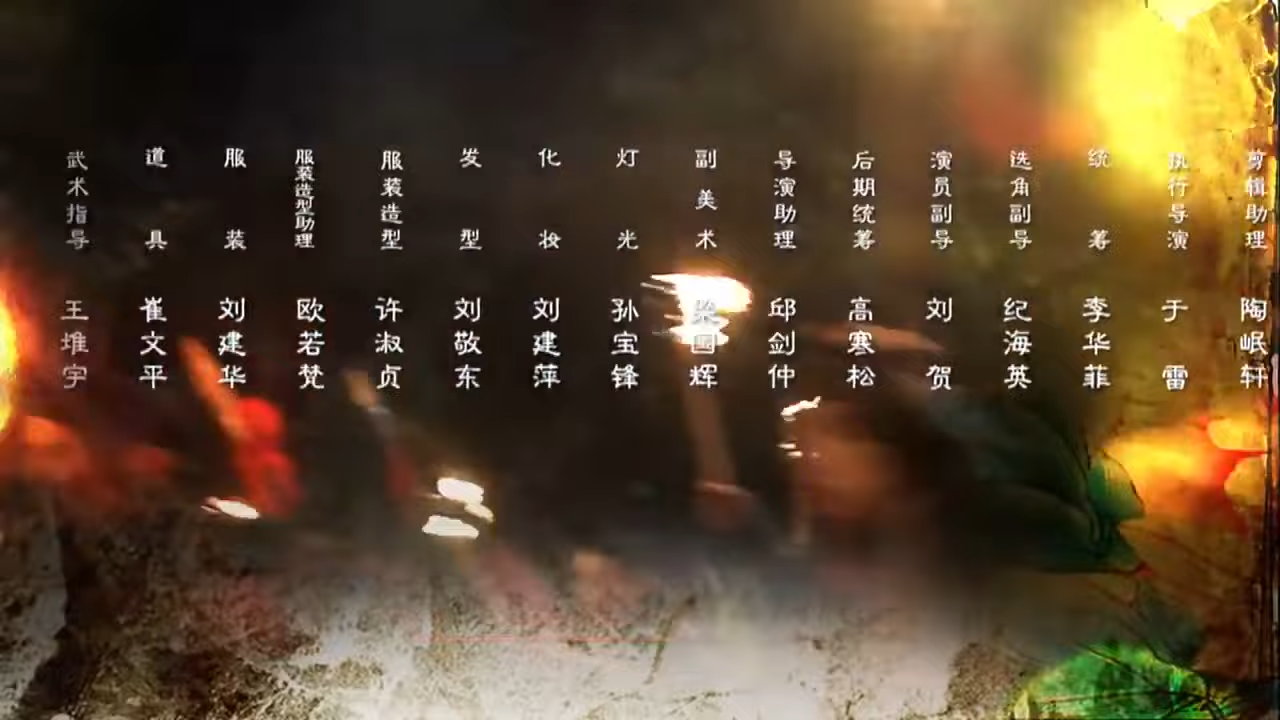 剪辑助理 陶岷轩
执行导演 于雷
统筹 李华菲
选角副导 纪海英
演员副导 刘贺
后期统筹 高寒松
导演助理 邱剑仲
副美术 梁国辉
灯光 孙宝锋
化妆 刘建萍
发型 刘敬东
服装造型 许淑贞
服装造型助理 欧若梵
服装 刘建华
道具 崔文平
武术指导 王堆宇